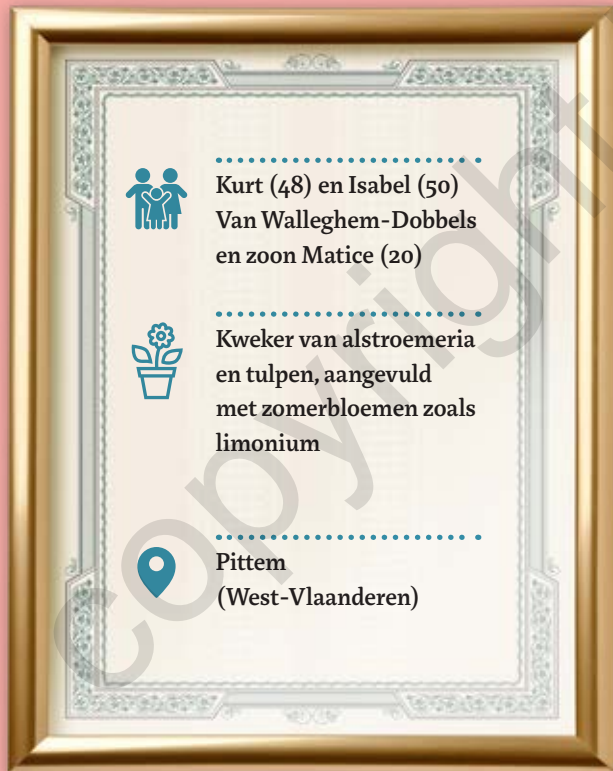 Kurt (48) en Isabel (50)
Van Walleghem-Dobbels
en zoon Matice (20)
Kweker van alstroemeria
en tulpen, aangevuld
met zomerbloemen zoals
limonium
Pittem
(West-Vlaanderen)
copyright